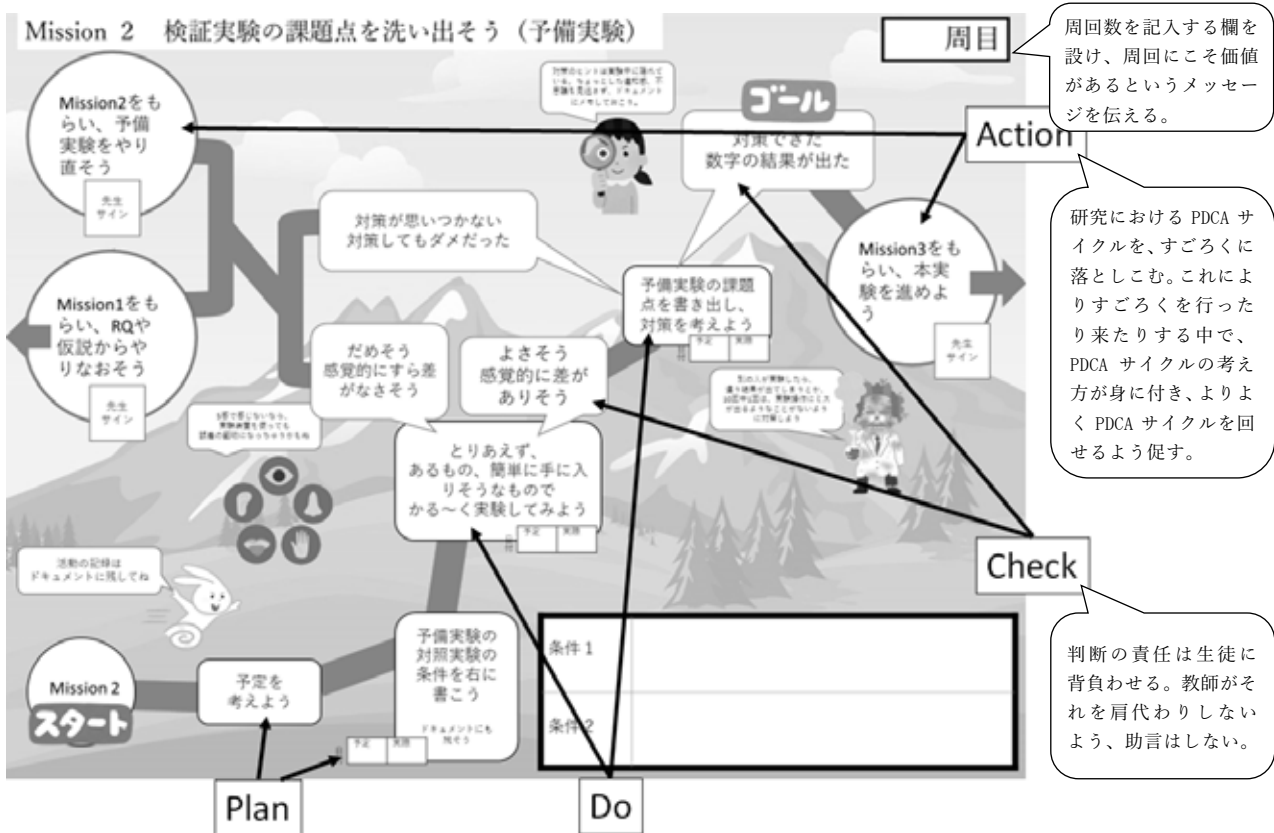 Mission 2　検証実験の課題点を洗い出そう（予備実験）
周目
周回数を記入する欄を
設け、周回にこそ価値
があるというメッセー
ジを伝える。
Mission2をも
らい、予備
実験をやり
直そう
先生
サイン
ゴール
対策できた
数字の結果が出た
Action
対策が思いつかない
対策してもダメだった
研究における PDCA サ
イクルを、すごろくに
落としこむ。これによ
りすごろくを行った
り来たりする中で、
PDCA サイクルの考え
方が身に付き、よりよ
く PDCA サイクルを回
せるよう促す。
Mission1をも
らい、RQや
仮説からや
りなおそう
先生
サイン
Mission3をも
らい、本実
験を進めよ
う
先生
サイン
予備実験の課題
点を書き出し、
対策を考えよう
予定 実際
だめそう
感覚的にすら差
がなさそう
よさそう
感覚的に差が
ありそう
とりあえず、
あるもの、簡単に手に入
りそうなもので
かる～く実験してみよう
予定 実際
Check
判断の責任は生徒に
背負わせる。教師がそ
れを肩代わりしない
よう、助言はしない。
活動の記録は
ドキュメントに残してね
Mission 2
スタート
予定を
考えよう
予備実験の
対照実験の
条件を右に
書こう
ドキュメントにも
残そう
予定 実際
条件 1
条件 2
Plan
Do